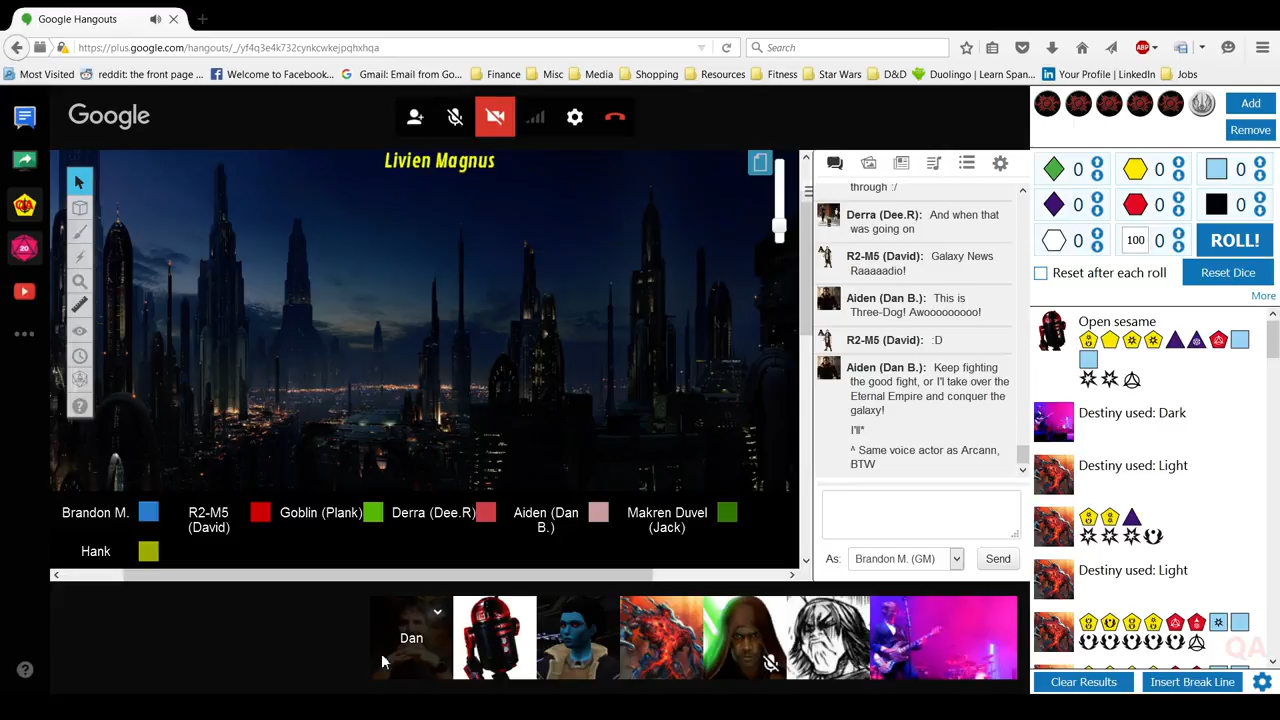 Google Hangouts
https://plus.google.com/hangouts/_/yf4q3e4k732cynkcwkejpqhxhqa
Search
ABP
Most Visited
reddit: the front page ...
Welcome to Facebook...
Gmail: Email from Go...
Finance
Misc
Media
Shopping
Resources
Fitness
Star Wars
D&D
Duolingo | Learn Span...
Your Profile | LinkedIn
Jobs
Google
Livien Magnus
20
through :/
Derra (Dee.R): And when that
was going on
R2-M5 (David): Galaxy News
Raaaaadio!
Aiden (Dan B.): This is
Three-Dog! Awooooooooo!
R2-M5 (David): :D
Aiden (Dan B.): Keep fighting
the good fight, or I'l take over the
Eternal Empire and conquer the
galaxy!
I'll*
^ Same voice actor as Arcann,
BTW
As:
Brandon M. (GM)
Send
Brandon M.
R2-M5
(David)
Goblin (Plank)
Derra (Dee.R)
Aiden (Dan
B.)
Makren Duvel
(Jack)
Hank
Dan
Add
Remove
0
0
0
0
0
0
0
100
0
ROLL!
Reset after each roll
Reset Dice
More
Open sesame
Destiny used: Dark
Destiny used: Light
Destiny used: Light
QA
Clear Results
Insert Break Line